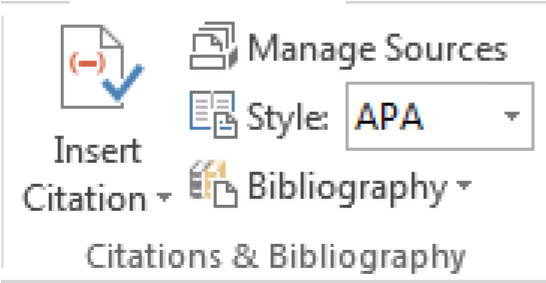 Insert
Citation
Manage Sources
Style: APA
Bibliography
Citations & Bibliography